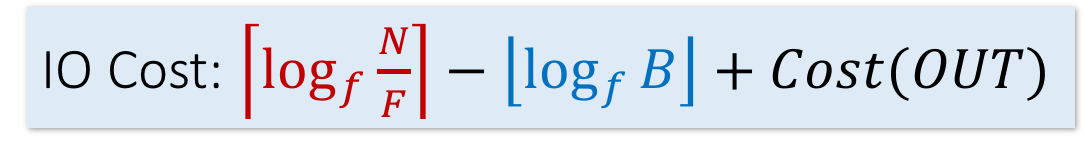 IO Cost: ⌈log_f N/F⌉ − ⌊log_f B⌋ + Cost(OUT)